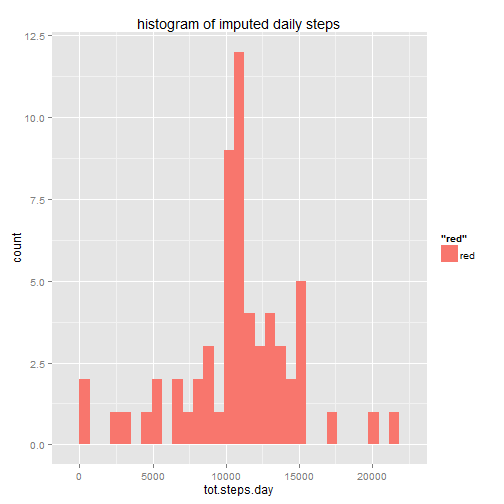 histogram of imputed daily steps
12.5
10.0
7.5
5.0
2.5
0.0
count
0 5000 10000 15000 20000
tot.steps.day
"red"
red